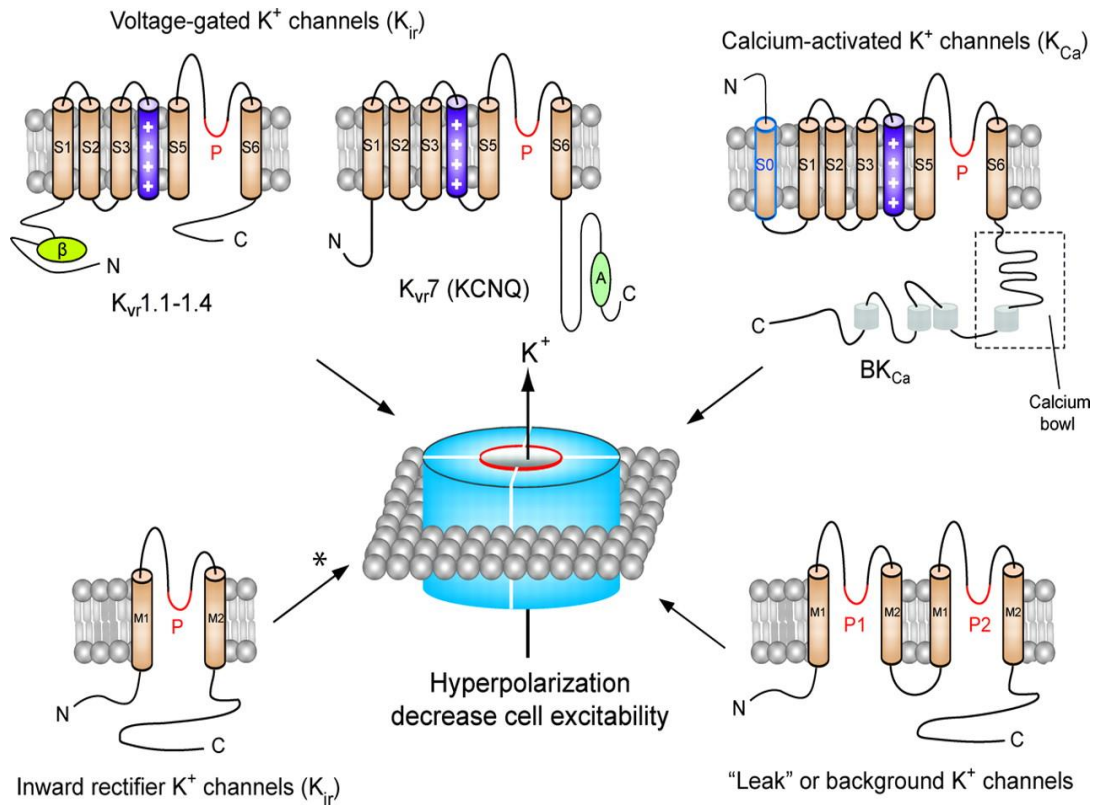 Voltage-gated K⁺ channels (Kir)
S1 S2 S3 + + + + S5 P S6
β
N
C
Kvr1.1-1.4
S1 S2 S3 + + + + S5 P S6
N
A
C
Kvr7 (KCNQ)
Calcium-activated K⁺ channels (KCa)
N
S0 S1 S2 S3 + + + + S5 P S6
C
BKCa
Calcium
bowl
K⁺
*
M1 P M2
N
C
Inward rectifier K⁺ channels (Kir)
Hyperpolarization
decrease cell excitability
M1 P1 M2 M1 P2 M2
N
C
“Leak” or background K⁺ channels